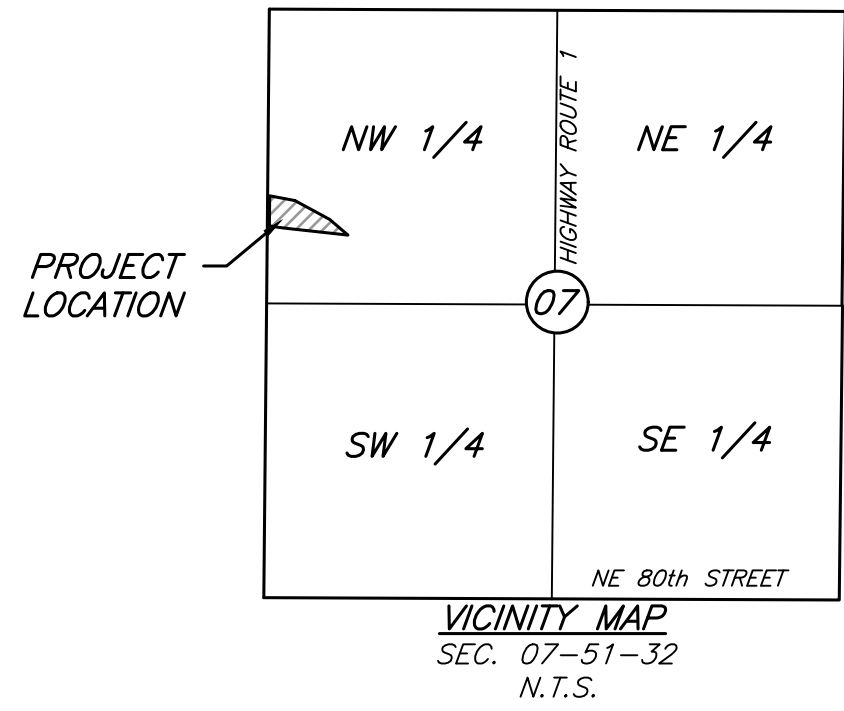 NW 1/4
NE 1/4
HIGHWAY ROUTE 1
PROJECT
LOCATION
07
SW 1/4
SE 1/4
NE 80th STREET
VICINITY MAP
SEC. 07-51-32
N.T.S.